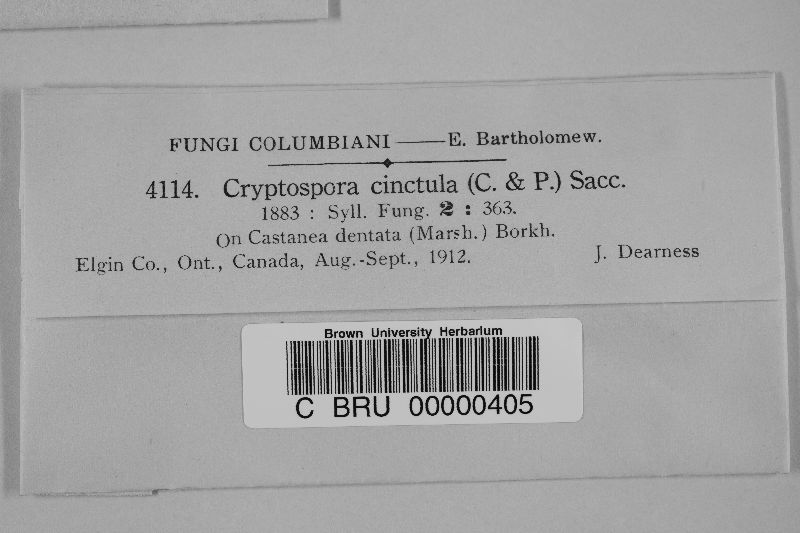 FUNGI COLUMBIANI —— E. Bartholomew.
4114. Cryptospora cinctula (C. & P.) Sacc.
1883 : Syll. Fung. 2 : 363.
On Castanea dentata (Marsh.) Borkh.
Elgin Co., Ont., Canada, Aug.-Sept., 1912. J. Dearness
Brown University Herbarium
C BRU 00000405